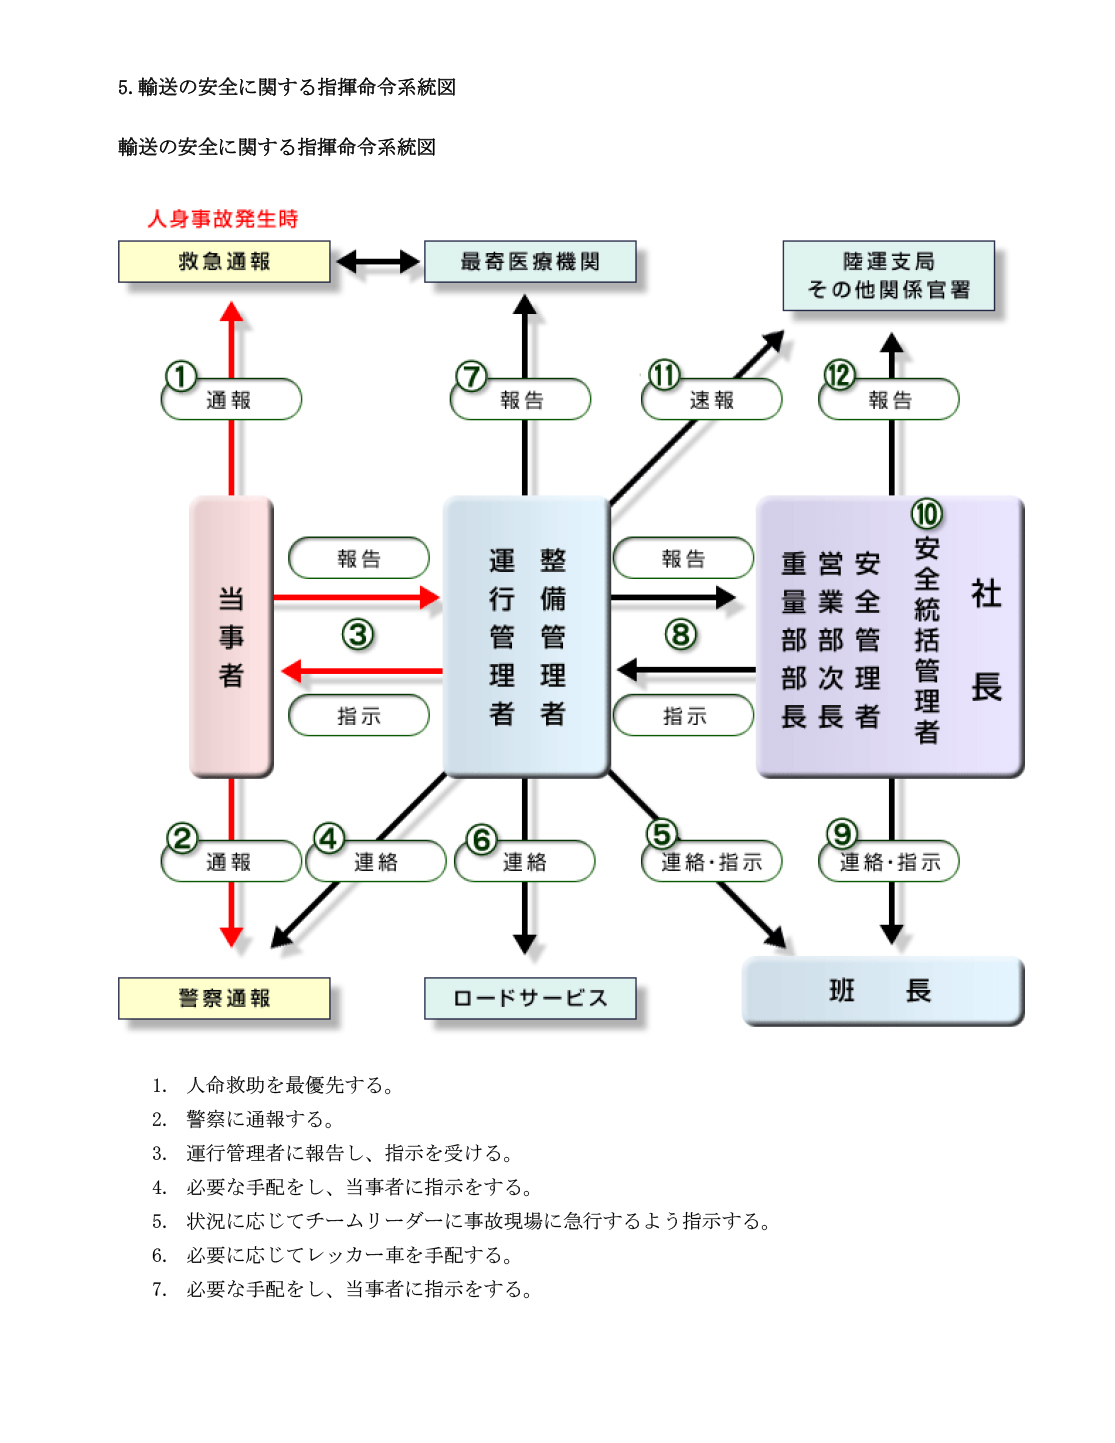 5.輸送の安全に関する指揮命令系統図
輸送の安全に関する指揮命令系統図
人身事故発生時
救急通報
最寄医療機関
陸運支局
その他関係官署
① 通報
⑦ 報告
⑪ 速報
⑫ 報告
当事者
報告
③
指示
運行管理者
整備管理者
報告
⑧
指示
重量部部長
営業部次長
安全管理者
⑩ 安全統括管理者
社長
② 通報
④ 連絡
⑥ 連絡
⑤ 連絡・指示
⑨ 連絡・指示
警察通報
ロードサービス
班長
1. 人命救助を最優先する。
2. 警察に通報する。
3. 運行管理者に報告し、指示を受ける。
4. 必要な手配をし、当事者に指示をする。
5. 状況に応じてチームリーダーに事故現場に急行するよう指示する。
6. 必要に応じてレッカー車を手配する。
7. 必要な手配をし、当事者に指示をする。